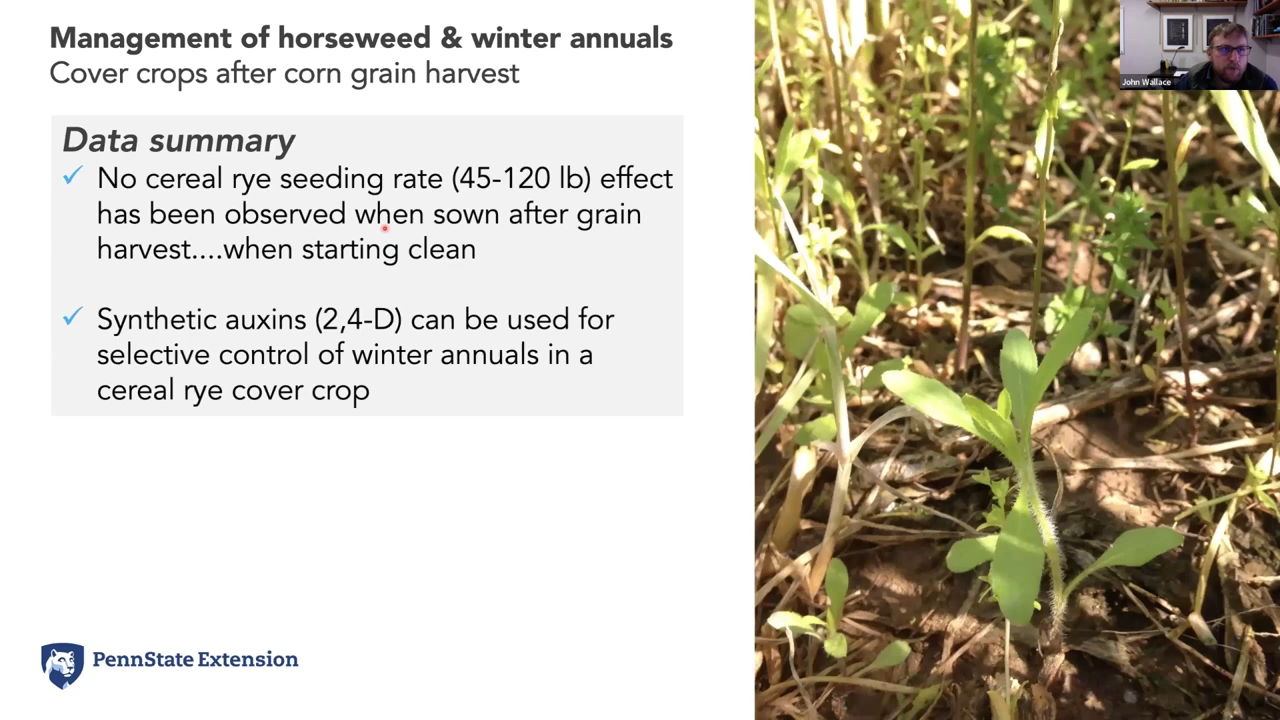 Management of horseweed & winter annuals
Cover crops after corn grain harvest
Data summary
No cereal rye seeding rate (45-120 lb) effect
has been observed when sown after grain
harvest....when starting clean
Synthetic auxins (2,4-D) can be used for
selective control of winter annuals in a
cereal rye cover crop
PennState Extension
John Wallace